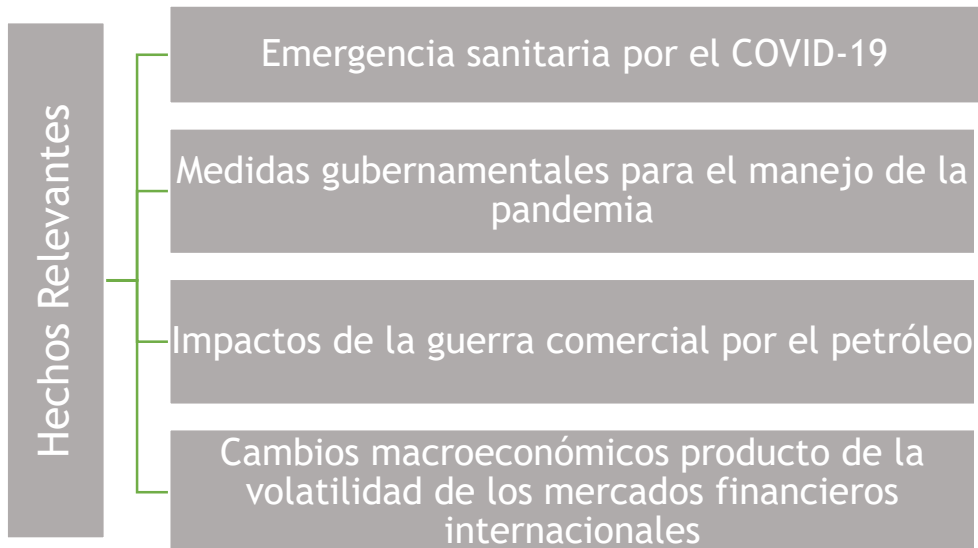 Hechos Relevantes
Emergencia sanitaria por el COVID-19
Medidas gubernamentales para el manejo de la
pandemia
Impactos de la guerra comercial por el petróleo
Cambios macroeconómicos producto de la
volatilidad de los mercados financieros
internacionales